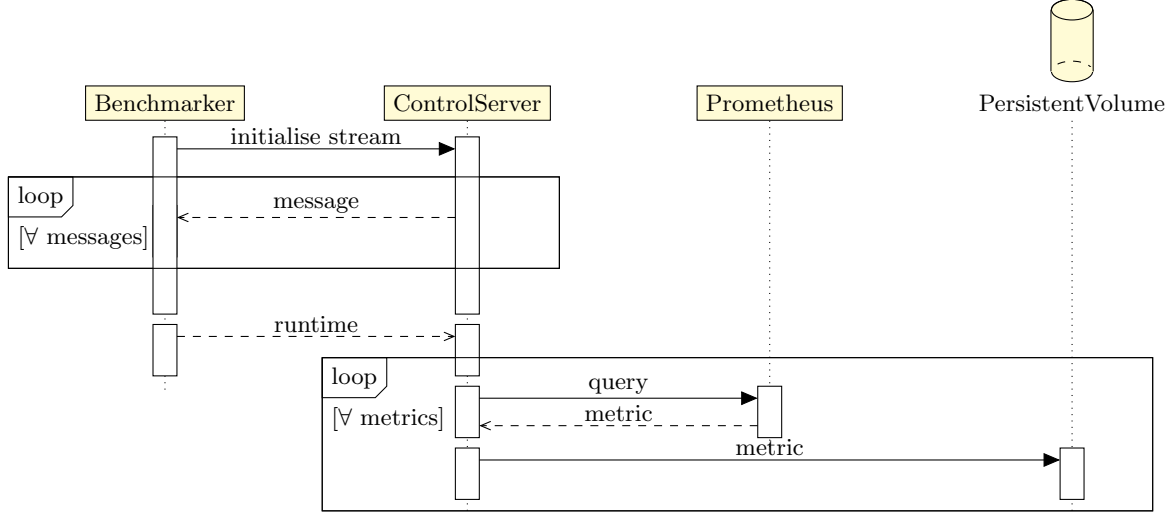 Benchmarker
ControlServer
Prometheus
PersistentVolume
initialise stream
loop
message
[∀ messages]
runtime
loop
query
[∀ metrics]
metric
metric